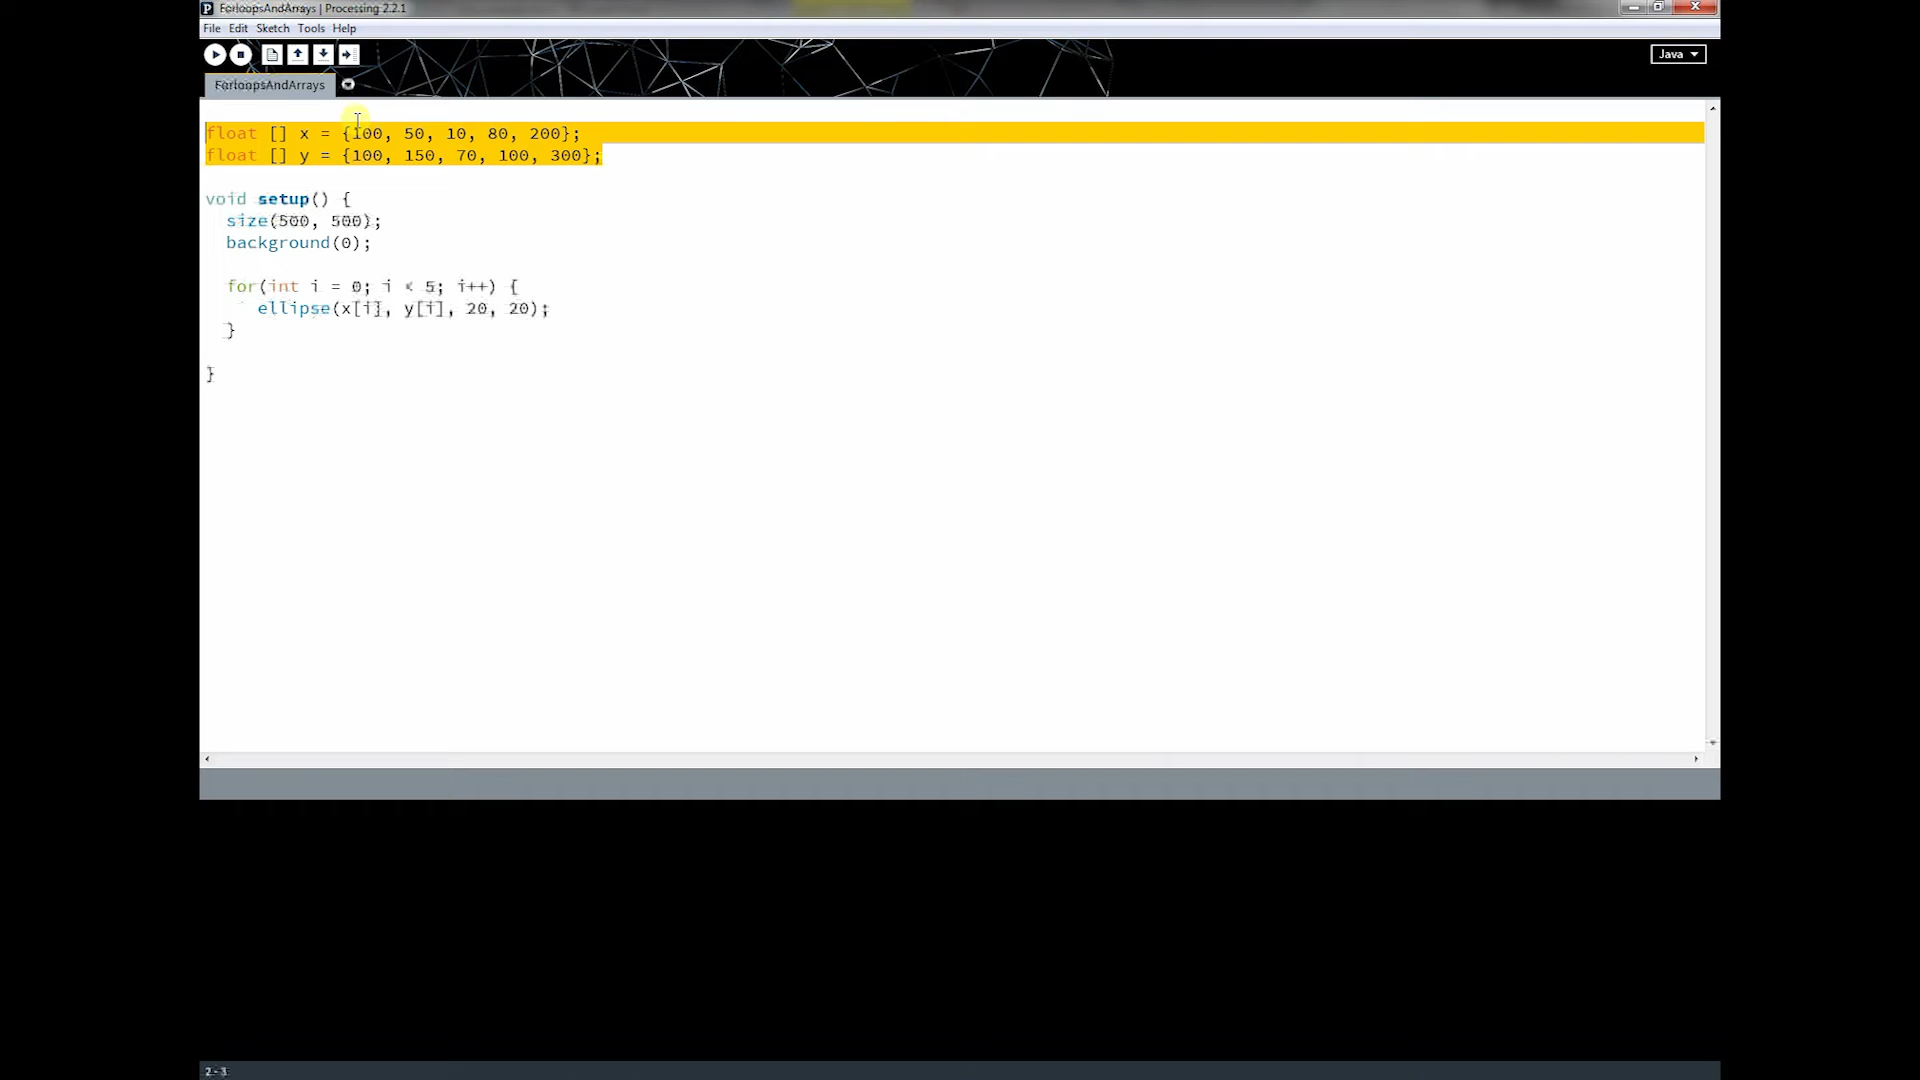 ForloopsAndArrays | Processing 2.2.1
File Edit Sketch Tools Help
Java
ForloopsAndArrays
float [] x = {100, 50, 10, 80, 200};
float [] y = {100, 150, 70, 100, 300};
void setup() {
size(500, 500);
background(0);
for(int i = 0; i < 5; i++) {
ellipse(x[i], y[i], 20, 20);
}
}
2 - 3